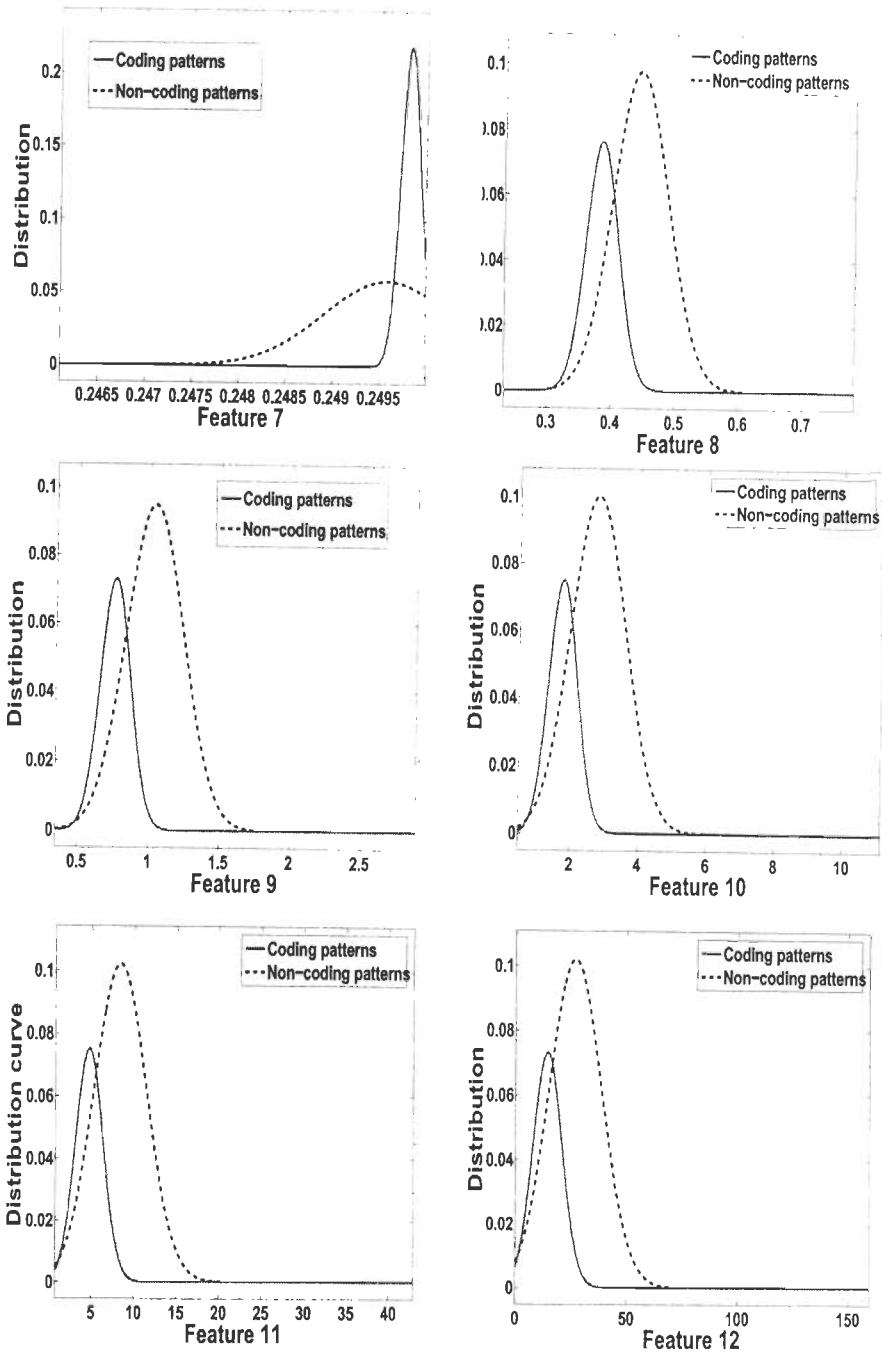 Coding patterns
Non-coding patterns
Distribution
0.2
0.15
0.1
0.05
0
0.2465 0.247 0.2475 0.248 0.2485 0.249 0.2495
Feature 7
Coding patterns
Non-coding patterns
0.1
).08
).06
0.04
0.02
0
0.3 0.4 0.5 0.6 0.7
Feature 8
Coding patterns
Non-coding patterns
Distribution
0.1
0.08
0.06
0.04
0.02
0
0.5 1 1.5 2 2.5
Feature 9
Coding patterns
Non-coding patterns
Distribution
0.1
0.08
0.06
0.04
0.02
0
2 4 6 8 10
Feature 10
Coding patterns
Non-coding patterns
Distribution curve
0.1
0.08
0.06
0.04
0.02
0
5 10 15 20 25 30 35 40
Feature 11
Coding patterns
Non-coding patterns
Distribution
0.1
0.08
0.06
0.04
0.02
0
0 50 100 150
Feature 12